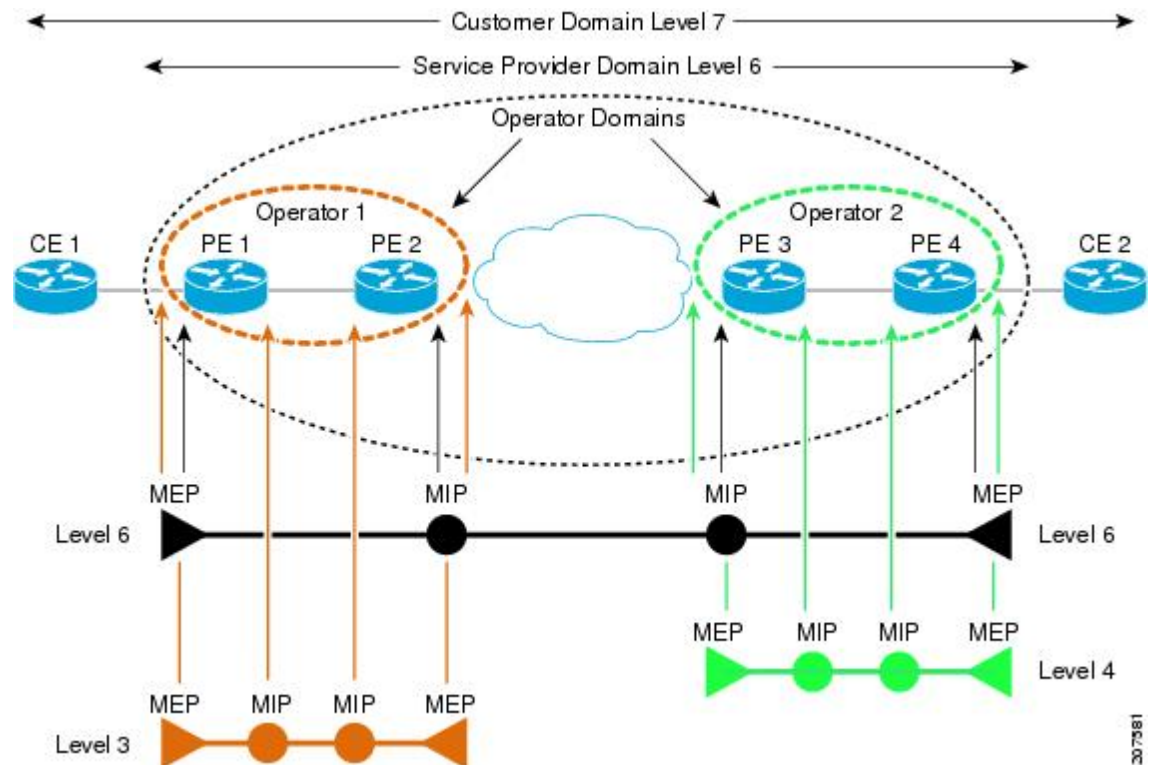 Customer Domain Level 7
Service Provider Domain Level 6
Operator Domains
Operator 1
Operator 2
CE 1
PE 1
PE 2
PE 3
PE 4
CE 2
MEP
MIP
MIP
MEP
Level 6
Level 6
MEP
MIP
MIP
MEP
Level 4
MEP
MIP
MIP
MEP
Level 3
207581